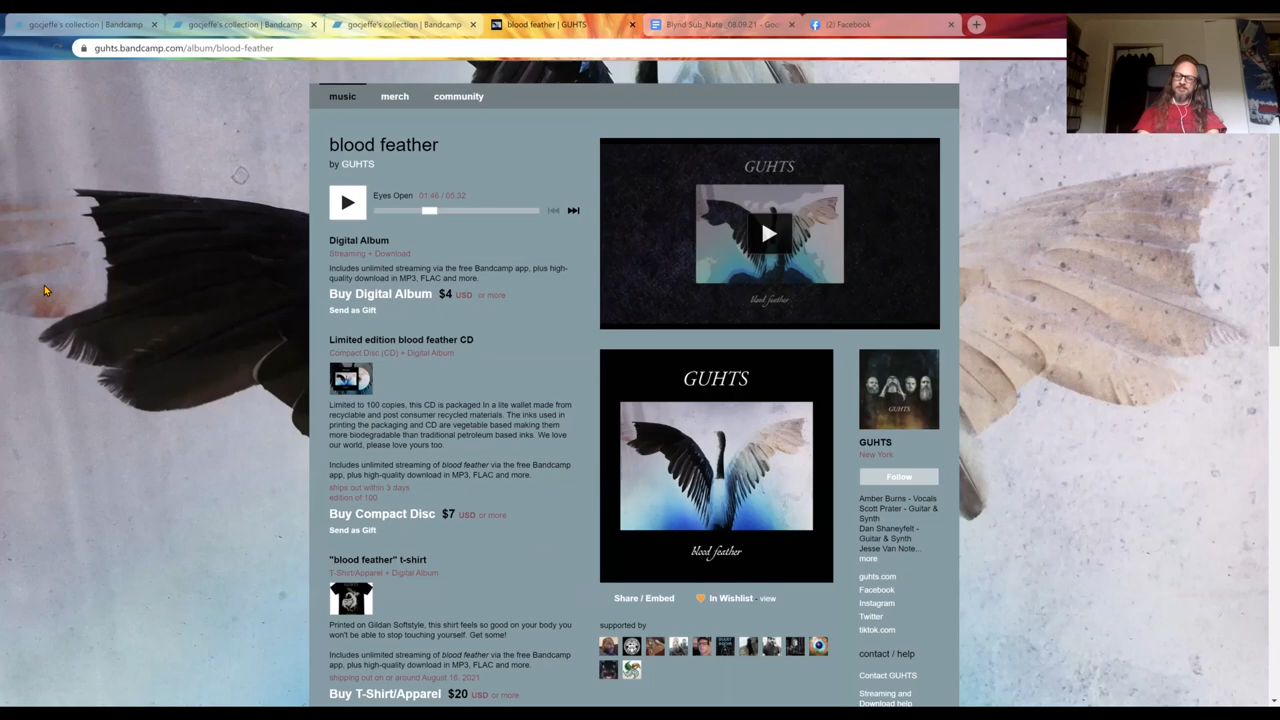 gocjeffe's collection | Bandcamp
gocjeffe's collection | Bandcamp
gocjeffe's collection | Bandcamp
blood feather | GUHTS
Blynd Sub_Nate_08.09.21 - Goo
(2) Facebook
guhts.bandcamp.com/album/blood-feather
music
merch
community
blood feather
by GUHTS
Eyes Open 01:46 / 05:32
Digital Album
Streaming + Download
Includes unlimited streaming via the free Bandcamp app, plus high-
quality download in MP3, FLAC and more.
Buy Digital Album $4 USD or more
Send as Gift
Limited edition blood feather CD
Compact Disc (CD) + Digital Album
Limited to 100 copies, this CD is packaged In a lite wallet made from
recyclable and post consumer recycled materials. The inks used in
printing the packaging and CD are vegetable based making them
more biodegradable than traditional petroleum based inks. We love
our world, please love yours too.
Includes unlimited streaming of blood feather via the free Bandcamp
app, plus high-quality download in MP3, FLAC and more.
ships out within 3 days
edition of 100
Buy Compact Disc $7 USD or more
Send as Gift
"blood feather" t-shirt
T-Shirt/Apparel + Digital Album
GUHTS
Printed on Gildan Softstyle, this shirt feels so good on your body you
won't be able to stop touching yourself. Get some!
Includes unlimited streaming of blood feather via the free Bandcamp
app, plus high-quality download in MP3, FLAC and more.
shipping out on or around August 16, 2021
Buy T-Shirt/Apparel $20 USD or more
GUHTS
blood feather
GUHTS
blood feather
Share / Embed
In Wishlist - view
supported by
GUHTS
GUHTS
New York
Follow
Amber Burns - Vocals
Scott Prater - Guitar &
Synth
Dan Shaneyfelt -
Guitar & Synth
Jesse Van Note...
more
guhts.com
Facebook
Instagram
Twitter
tiktok.com
contact / help
Contact GUHTS
Streaming and
Download help